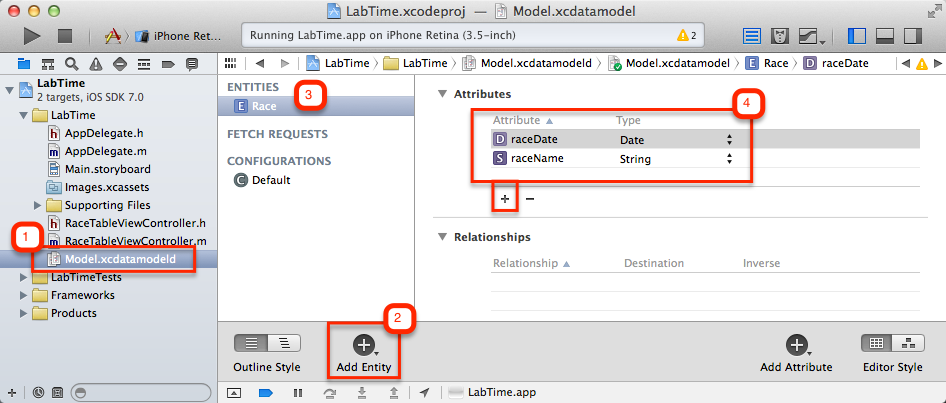 LabTime.xcodeproj — Model.xcdatamodel
iPhone Ret...
Running LabTime.app on iPhone Retina (3.5-inch)
2
LabTime
LabTime
Model.xcdatamodeld
Model.xcdatamodel
E Race
D raceDate
LabTime
2 targets, iOS SDK 7.0
LabTime
h AppDelegate.h
m AppDelegate.m
Main.storyboard
Images.xcassets
Supporting Files
h RaceTableViewController.h
m RaceTableViewController.m
1
Model.xcdatamodeld
LabTimeTests
Frameworks
Products
ENTITIES
3
E Race
FETCH REQUESTS
CONFIGURATIONS
C Default
Attributes
4
Attribute Type
D raceDate Date
S raceName String
+ −
Relationships
Relationship Destination Inverse
2
Outline Style
Add Entity
Add Attribute
Editor Style
LabTime.app